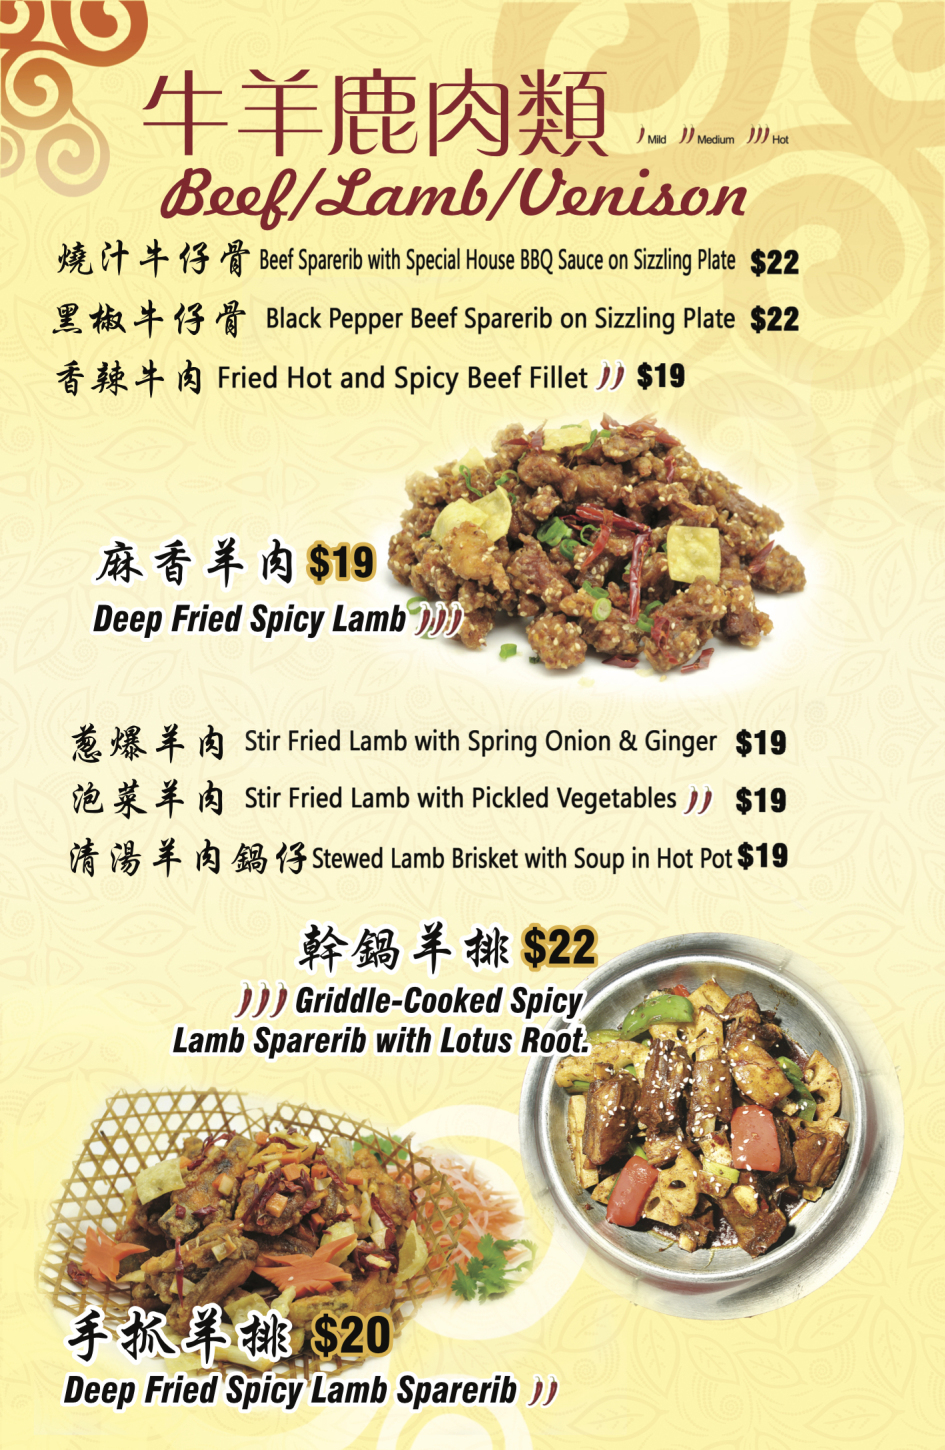 牛羊鹿肉類
Mild Medium Hot
Beef/Lamb/Venison
燒汁牛仔骨 Beef Sparerib with Special House BBQ Sauce on Sizzling Plate $22
黑椒牛仔骨 Black Pepper Beef Sparerib on Sizzling Plate $22
香辣牛肉 Fried Hot and Spicy Beef Fillet $19
麻香羊肉 $19
Deep Fried Spicy Lamb
葱爆羊肉 Stir Fried Lamb with Spring Onion & Ginger $19
泡菜羊肉 Stir Fried Lamb with Pickled Vegetables $19
清湯羊肉鍋仔 Stewed Lamb Brisket with Soup in Hot Pot $19
幹鍋羊排 $22
Griddle-Cooked Spicy
Lamb Sparerib with Lotus Root.
手抓羊排 $20
Deep Fried Spicy Lamb Sparerib